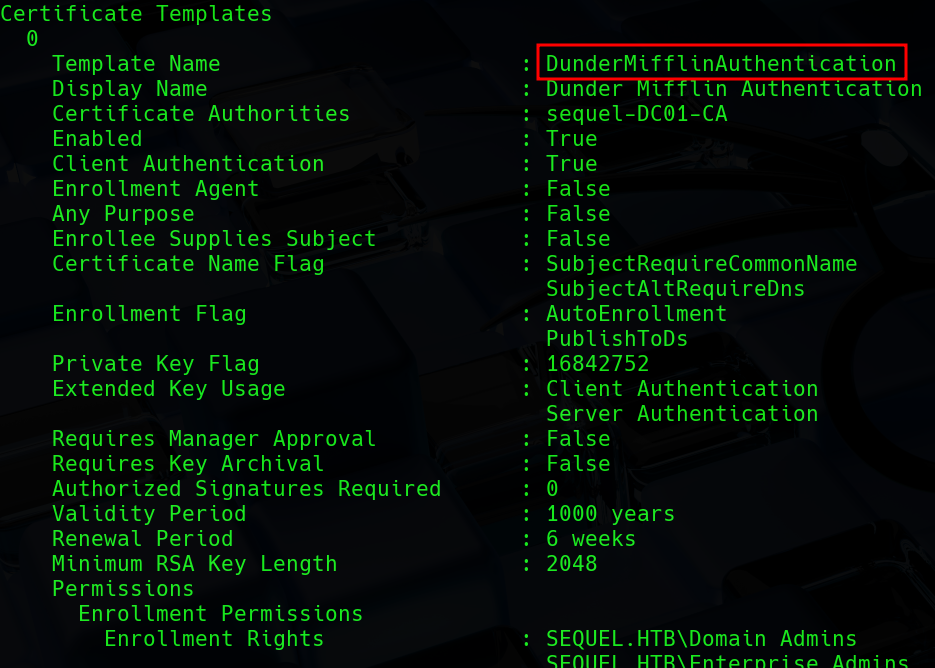 Certificate Templates
0
Template Name : DunderMifflinAuthentication
Display Name : Dunder Mifflin Authentication
Certificate Authorities : sequel-DC01-CA
Enabled : True
Client Authentication : True
Enrollment Agent : False
Any Purpose : False
Enrollee Supplies Subject : False
Certificate Name Flag : SubjectRequireCommonName
SubjectAltRequireDns
Enrollment Flag : AutoEnrollment
PublishToDs
Private Key Flag : 16842752
Extended Key Usage : Client Authentication
Server Authentication
Requires Manager Approval : False
Requires Key Archival : False
Authorized Signatures Required : 0
Validity Period : 1000 years
Renewal Period : 6 weeks
Minimum RSA Key Length : 2048
Permissions
Enrollment Permissions
Enrollment Rights : SEQUEL.HTB\Domain Admins
SEQUEL.HTB\Enterprise Admins